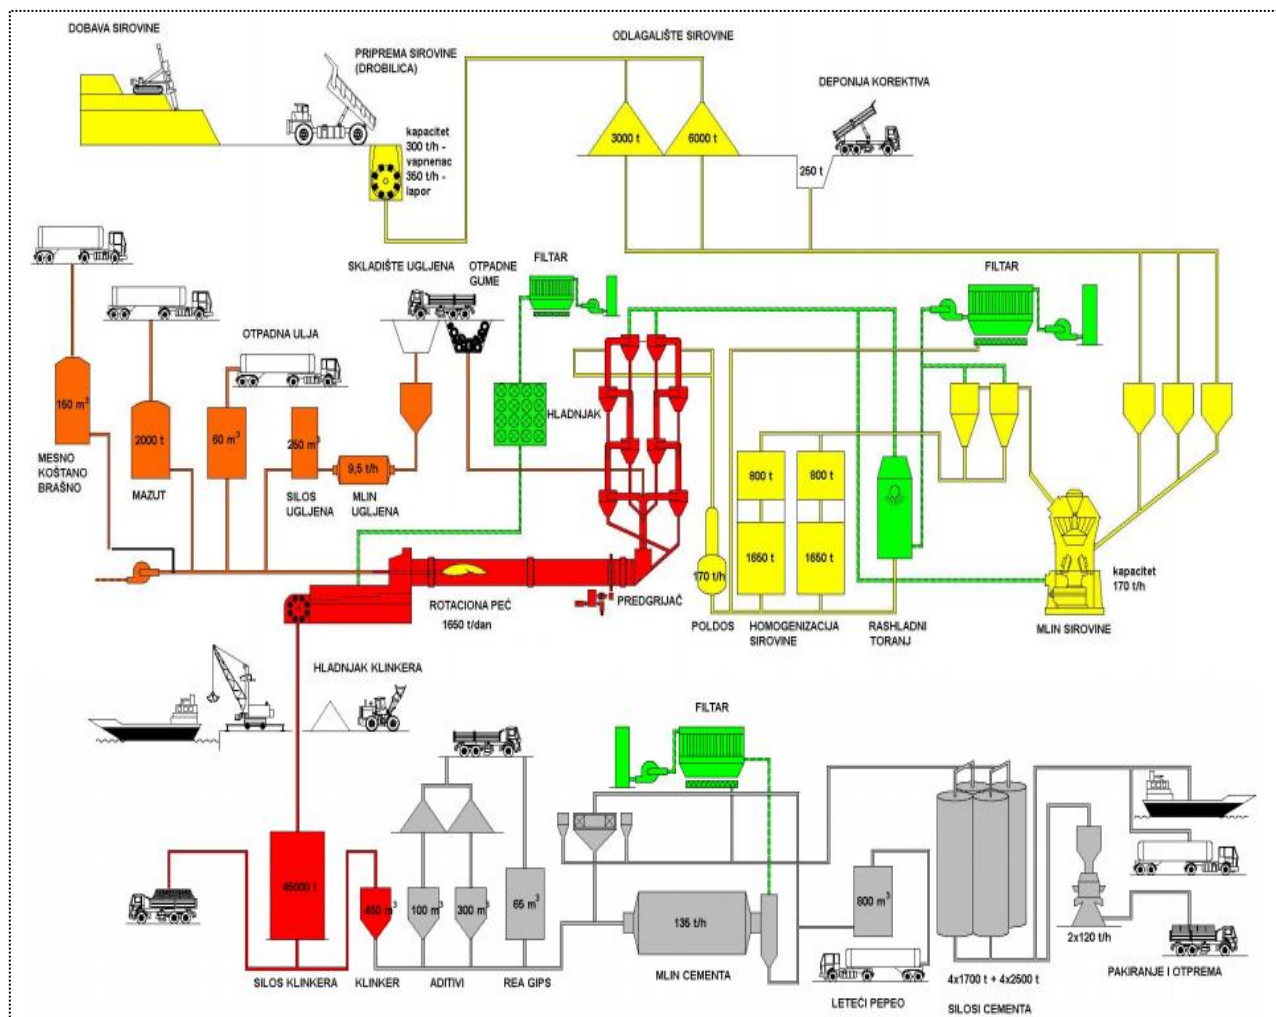 DOBAVA SIROVINE
PRIPREMA SIROVINE
(DROBILICA)
kapacitet
300 t/h -
vapnenac
350 t/h -
lapor
ODLAGALIŠTE SIROVINE
3000 t
6000 t
DEPONIJA KOREKTIVA
250 t
SKLADIŠTE UGLJENA
OTPADNE
GUME
FILTAR
FILTAR
OTPADNA ULJA
150 m³
2000 t
60 m³
250 m³
9,5 t/h
HLADNJAK
MESNO
KOŠTANO
BRAŠNO
MAZUT
SILOS
UGLJENA
MLIN
UGLJENA
800 t
800 t
1650 t
1650 t
170 t/h
kapacitet
170 t/h
ROTACIONA PEĆ
1650 t/dan
PREDGRIJAČ
POLDOS
HOMOGENIZACIJA
SIROVINE
RASHLADNI
TORANJ
MLIN SIROVINE
HLADNJAK KLINKERA
FILTAR
45000 t
450 m³
100 m³
300 m³
65 m³
135 t/h
800 m³
2x120 t/h
SILOS KLINKERA
KLINKER
ADITIVI
REA GIPS
MLIN CEMENTA
LETEĆI PEPEO
4x1700 t + 4x2500 t
SILOSI CEMENTA
PAKIRANJE I OTPREMA